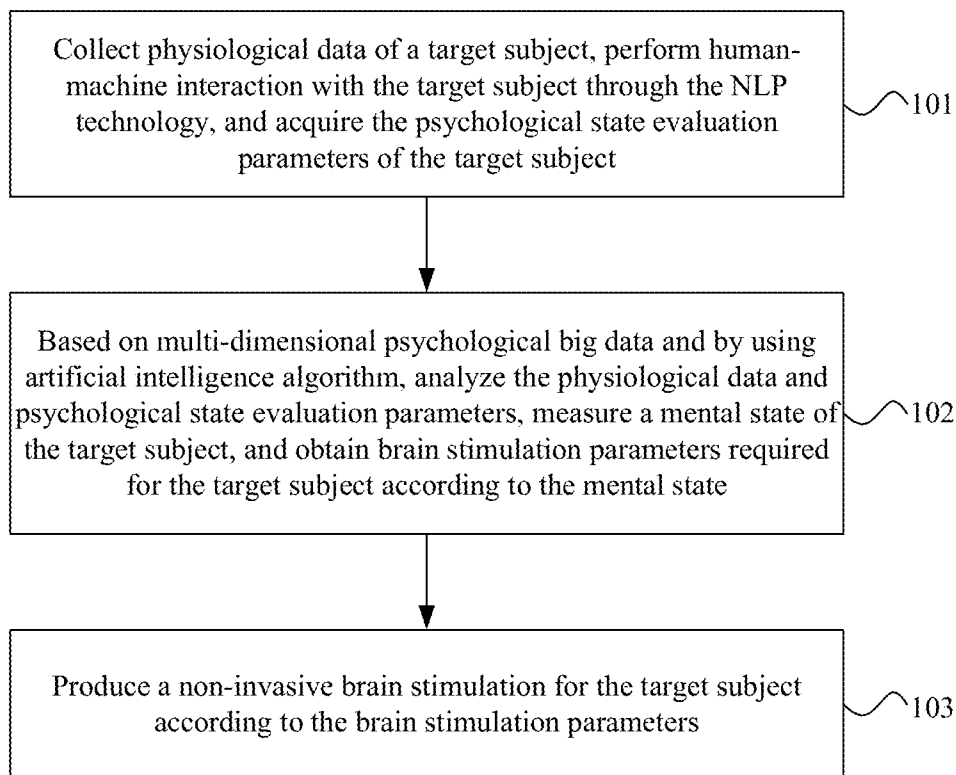 Collect physiological data of a target subject, perform human-
machine interaction with the target subject through the NLP
technology, and acquire the psychological state evaluation
parameters of the target subject
101
Based on multi-dimensional psychological big data and by using
artificial intelligence algorithm, analyze the physiological data and
psychological state evaluation parameters, measure a mental state of
the target subject, and obtain brain stimulation parameters required
for the target subject according to the mental state
102
Produce a non-invasive brain stimulation for the target subject
according to the brain stimulation parameters
103